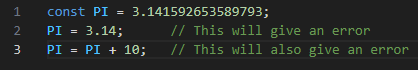 1 const PI = 3.141592653589793;
2 PI = 3.14;      // This will give an error
3 PI = PI + 10;   // This will also give an error